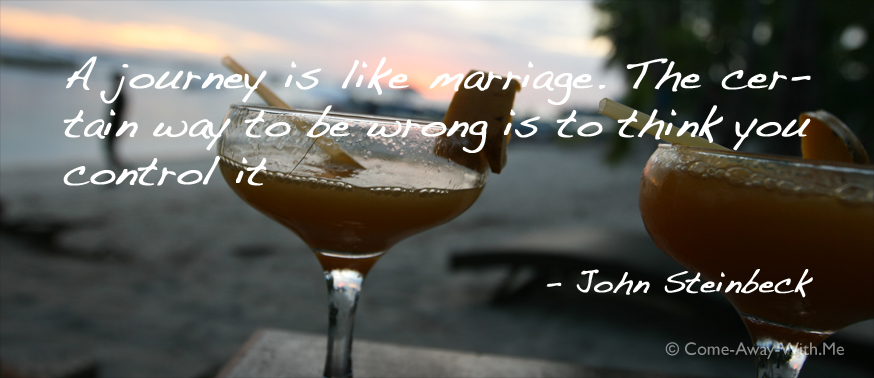 A journey is like marriage. The cer-
tain way to be wrong is to think you
control it
- John Steinbeck
© Come-Away-With.Me